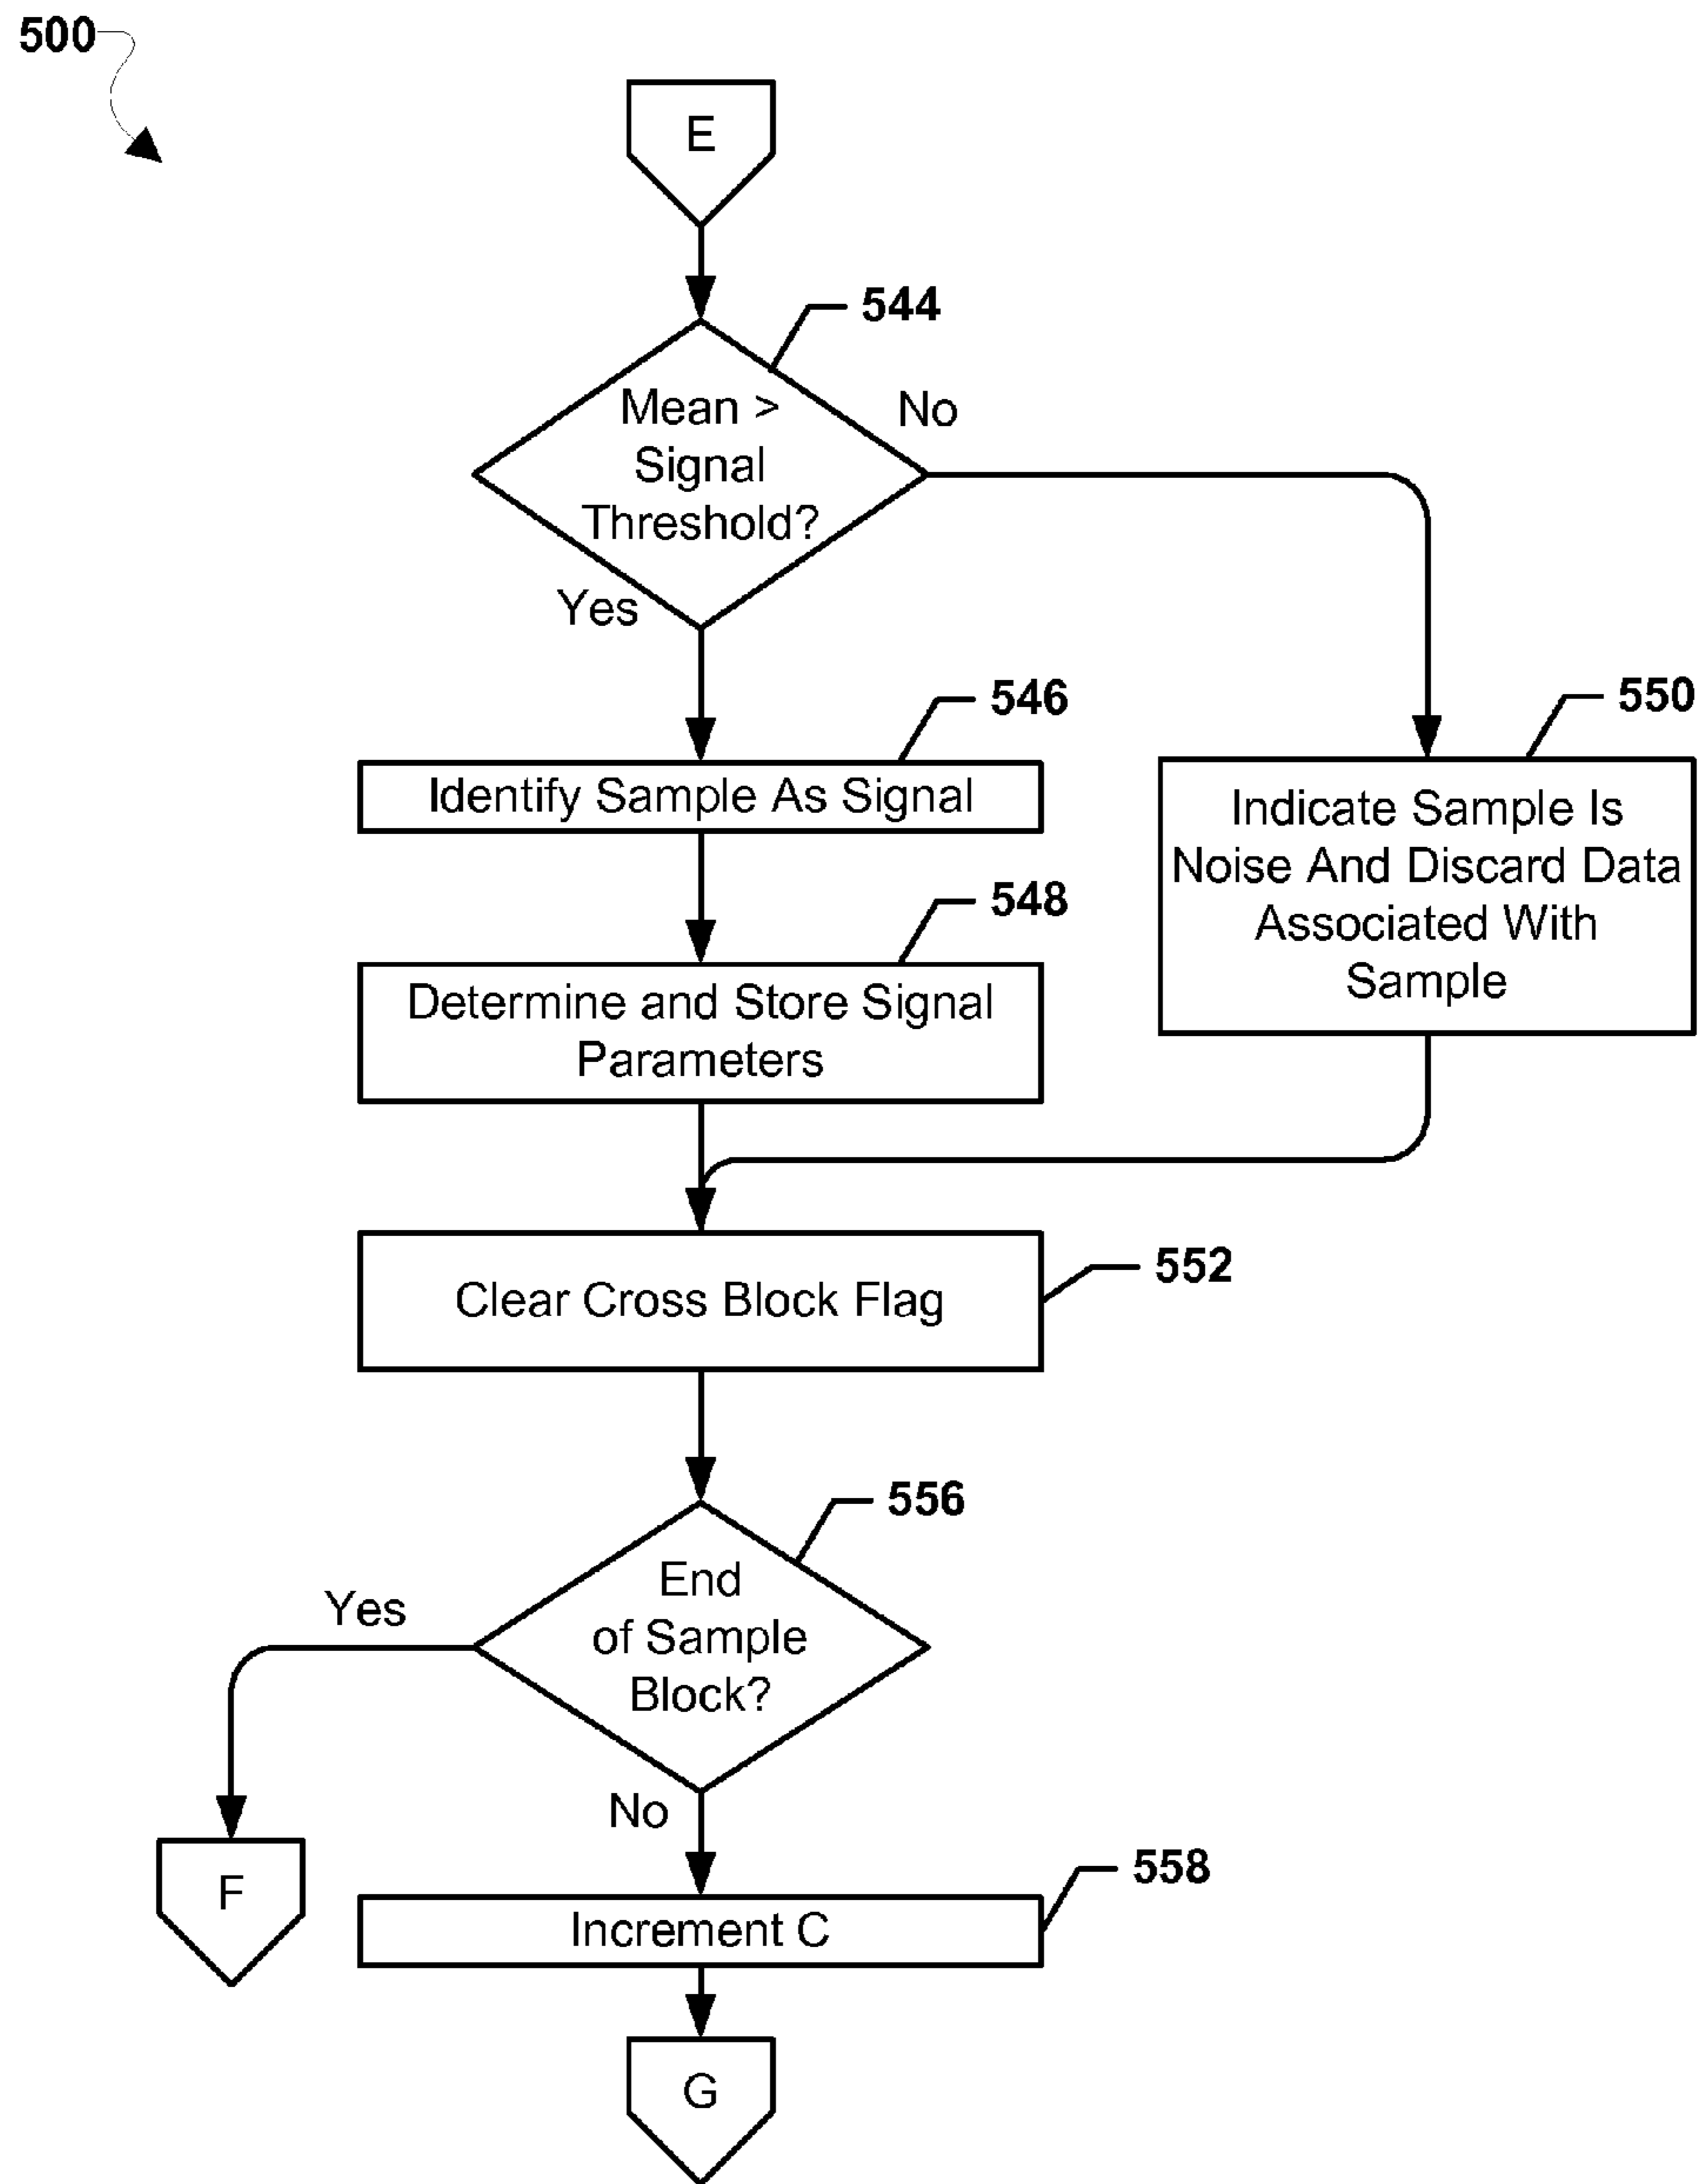 500
E
544
Mean >
Signal
Threshold?
No
Yes
546
Identify Sample As Signal
550
Indicate Sample Is
Noise And Discard Data
Associated With
Sample
548
Determine and Store Signal
Parameters
552
Clear Cross Block Flag
556
End
of Sample
Block?
Yes
No
F
558
Increment C
G